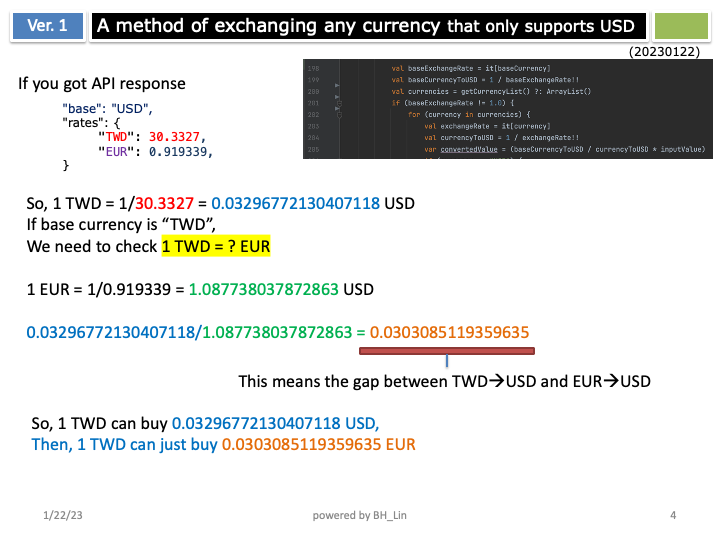 Ver. 1
A method of exchanging any currency that only supports USD
(20230122)
If you got API response
"base": "USD",
"rates": {
"TWD": 30.3327,
"EUR": 0.919339,
}
198 val baseExchangeRate = it[baseCurrency]
199 val baseCurrencyToUSD = 1 / baseExchangeRate!!
200 val currencies = getCurrencyList() ?: ArrayList()
201 if (baseExchangeRate != 1.0) {
202 for (currency in currencies) {
203 val exchangeRate = it[currency]
204 val currencyToUSD = 1 / exchangeRate!!
205 var convertedValue = (baseCurrencyToUSD / currencyToUSD * inputValue)
So, 1 TWD = 1/30.3327 = 0.03296772130407118 USD
If base currency is “TWD”,
We need to check 1 TWD = ? EUR
1 EUR = 1/0.919339 = 1.087738037872863 USD
0.03296772130407118/1.087738037872863 = 0.0303085119359635
This means the gap between TWD→USD and EUR→USD
So, 1 TWD can buy 0.03296772130407118 USD,
Then, 1 TWD can just buy 0.0303085119359635 EUR
1/22/23
powered by BH_Lin
4